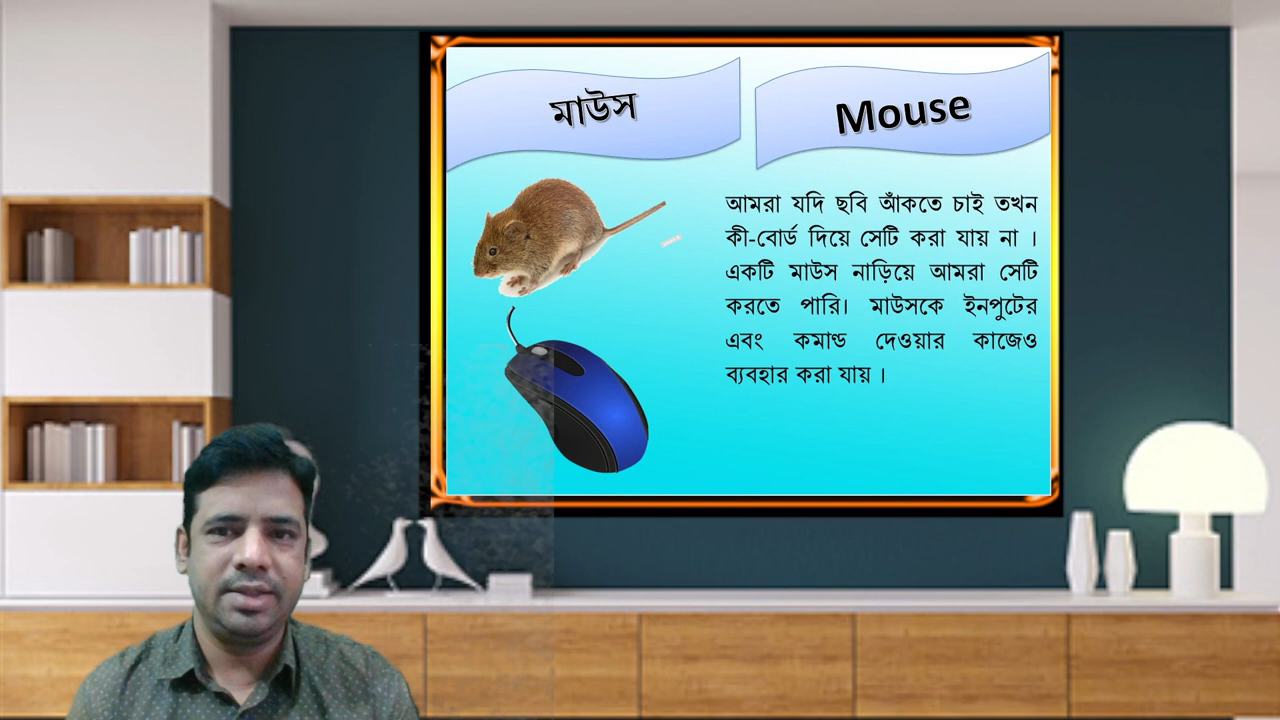 মাউস
Mouse
আমরা যদি ছবি আঁকতে চাই তখন
কী-বোর্ড দিয়ে সেটি করা যায় না ।
একটি মাউস নাড়িয়ে আমরা সেটি
করতে পারি। মাউসকে ইনপুটের
এবং কমান্ড দেওয়ার কাজেও
ব্যবহার করা যায় ।